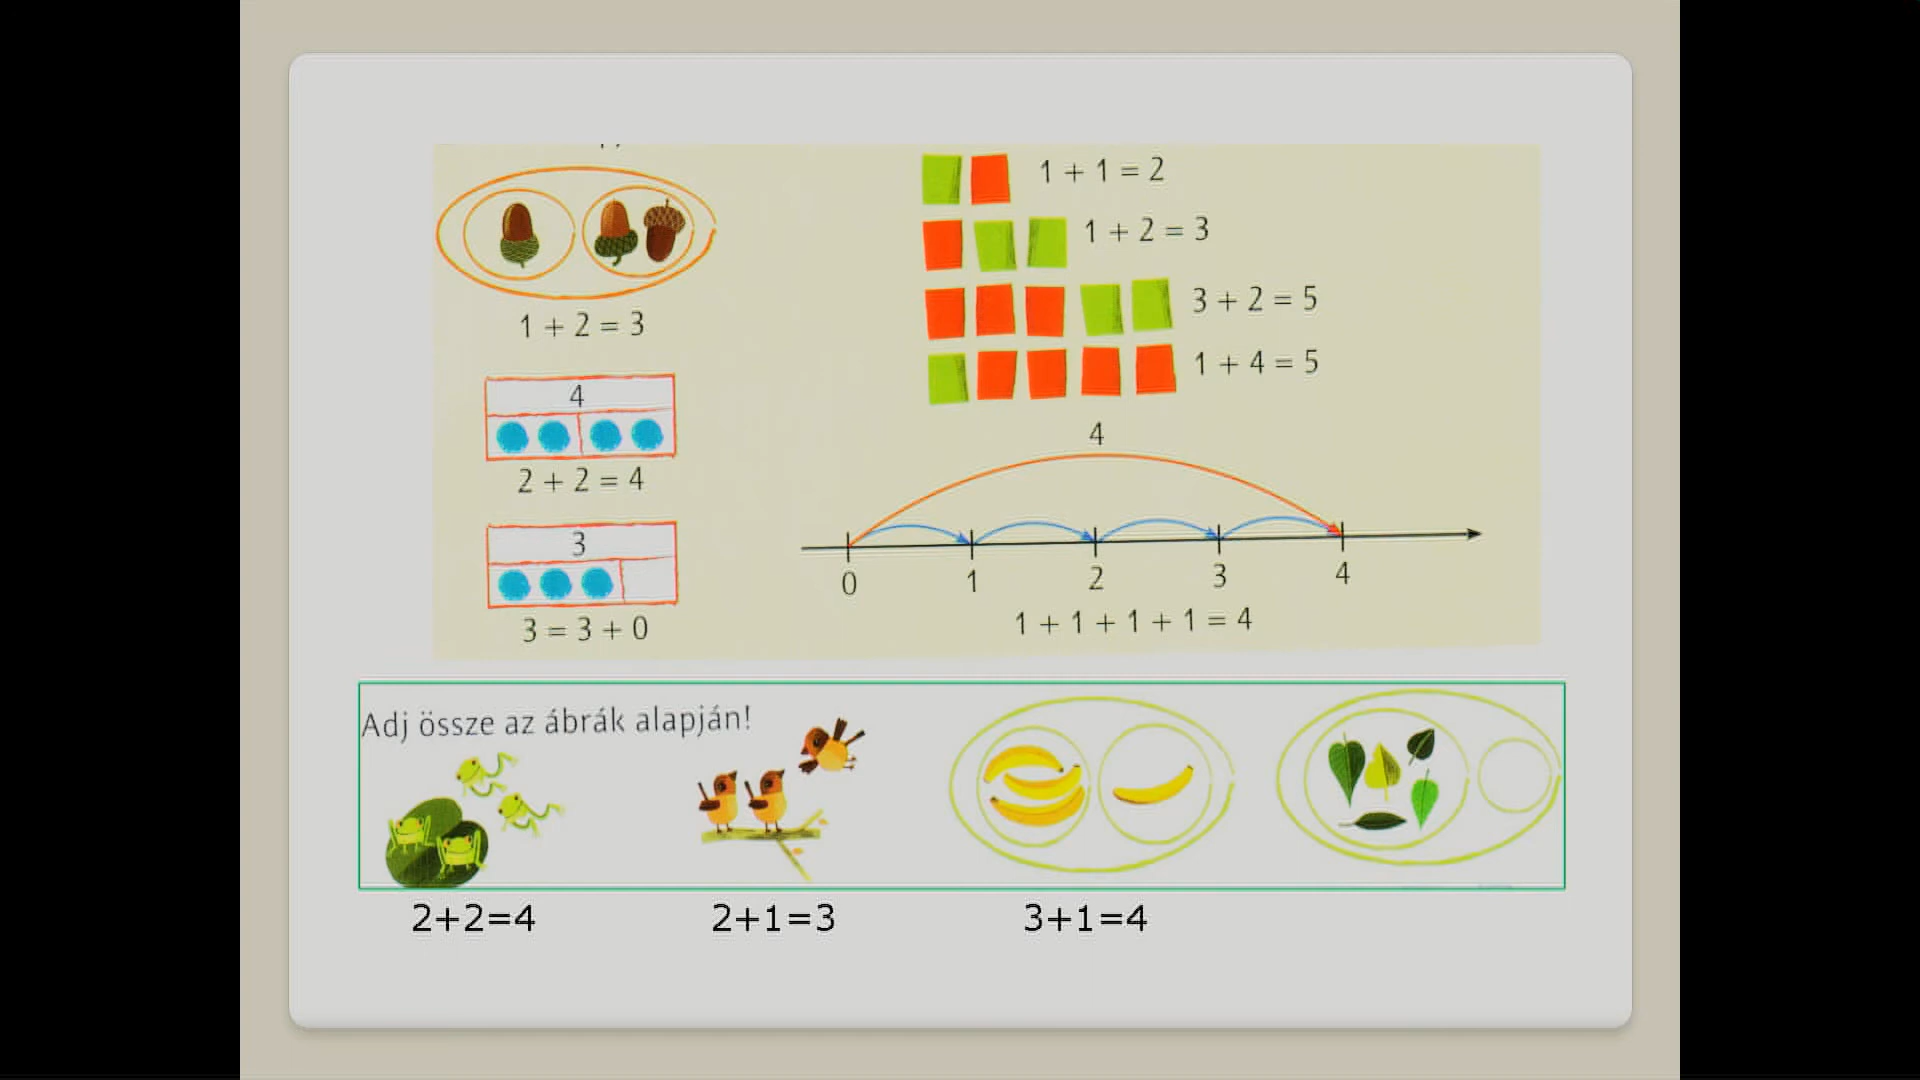 1 + 2 = 3
4
2 + 2 = 4
3
3 = 3 + 0
1 + 1 = 2
1 + 2 = 3
3 + 2 = 5
1 + 4 = 5
4
0 1 2 3 4
1 + 1 + 1 + 1 = 4
Adj össze az ábrák alapján!
2+2=4 2+1=3 3+1=4